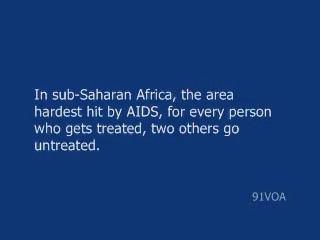 In sub-Saharan Africa, the area
hardest hit by AIDS, for every person
who gets treated, two others go
untreated.
91VOA